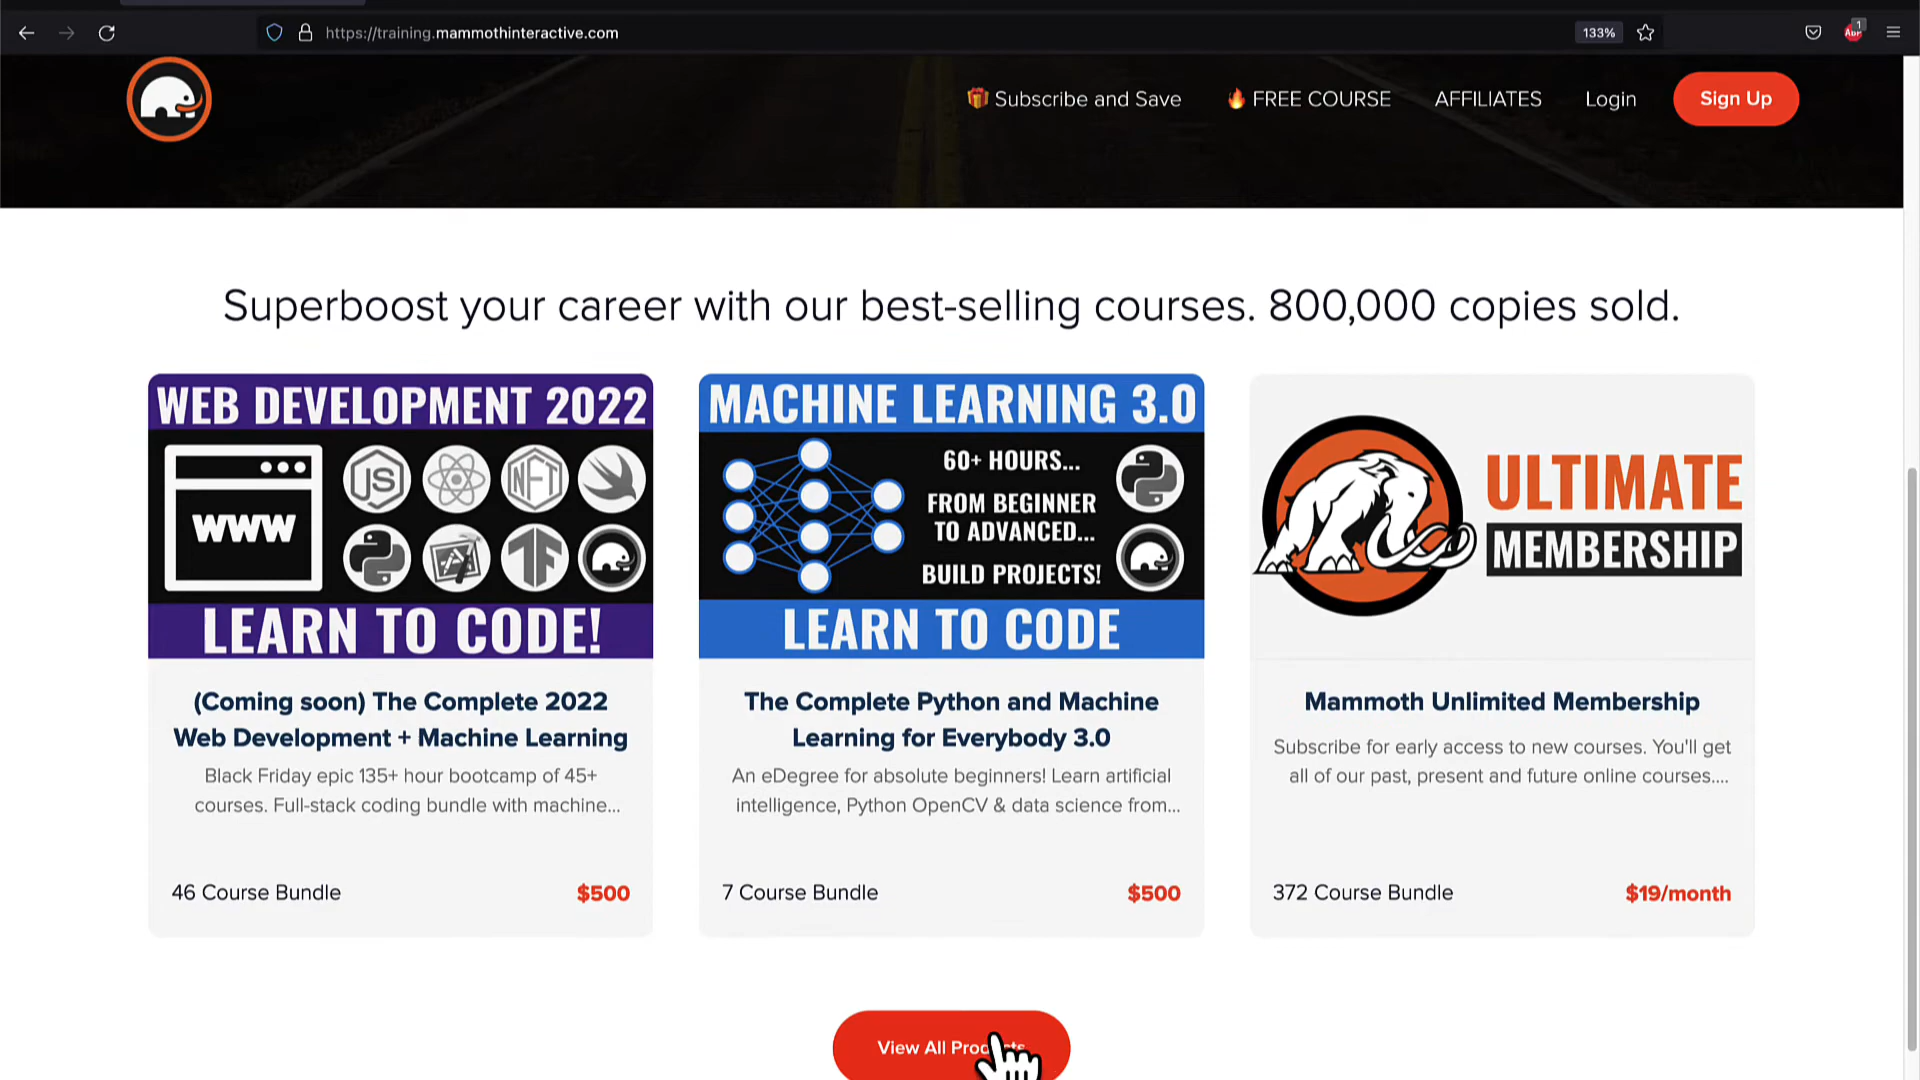 https://training.mammothinteractive.com
133%
1
ABP
🎁 Subscribe and Save
🔥 FREE COURSE
AFFILIATES
Login
Sign Up
Superboost your career with our best-selling courses. 800,000 copies sold.
WEB DEVELOPMENT 2022
WWW
JS
NFT
LEARN TO CODE!
(Coming soon) The Complete 2022
Web Development + Machine Learning
Black Friday epic 135+ hour bootcamp of 45+
courses. Full-stack coding bundle with machine...
46 Course Bundle
$500
MACHINE LEARNING 3.0
60+ HOURS...
FROM BEGINNER
TO ADVANCED...
BUILD PROJECTS!
LEARN TO CODE
The Complete Python and Machine
Learning for Everybody 3.0
An eDegree for absolute beginners! Learn artificial
intelligence, Python OpenCV & data science from...
7 Course Bundle
$500
ULTIMATE
MEMBERSHIP
Mammoth Unlimited Membership
Subscribe for early access to new courses. You'll get
all of our past, present and future online courses....
372 Course Bundle
$19/month
View All